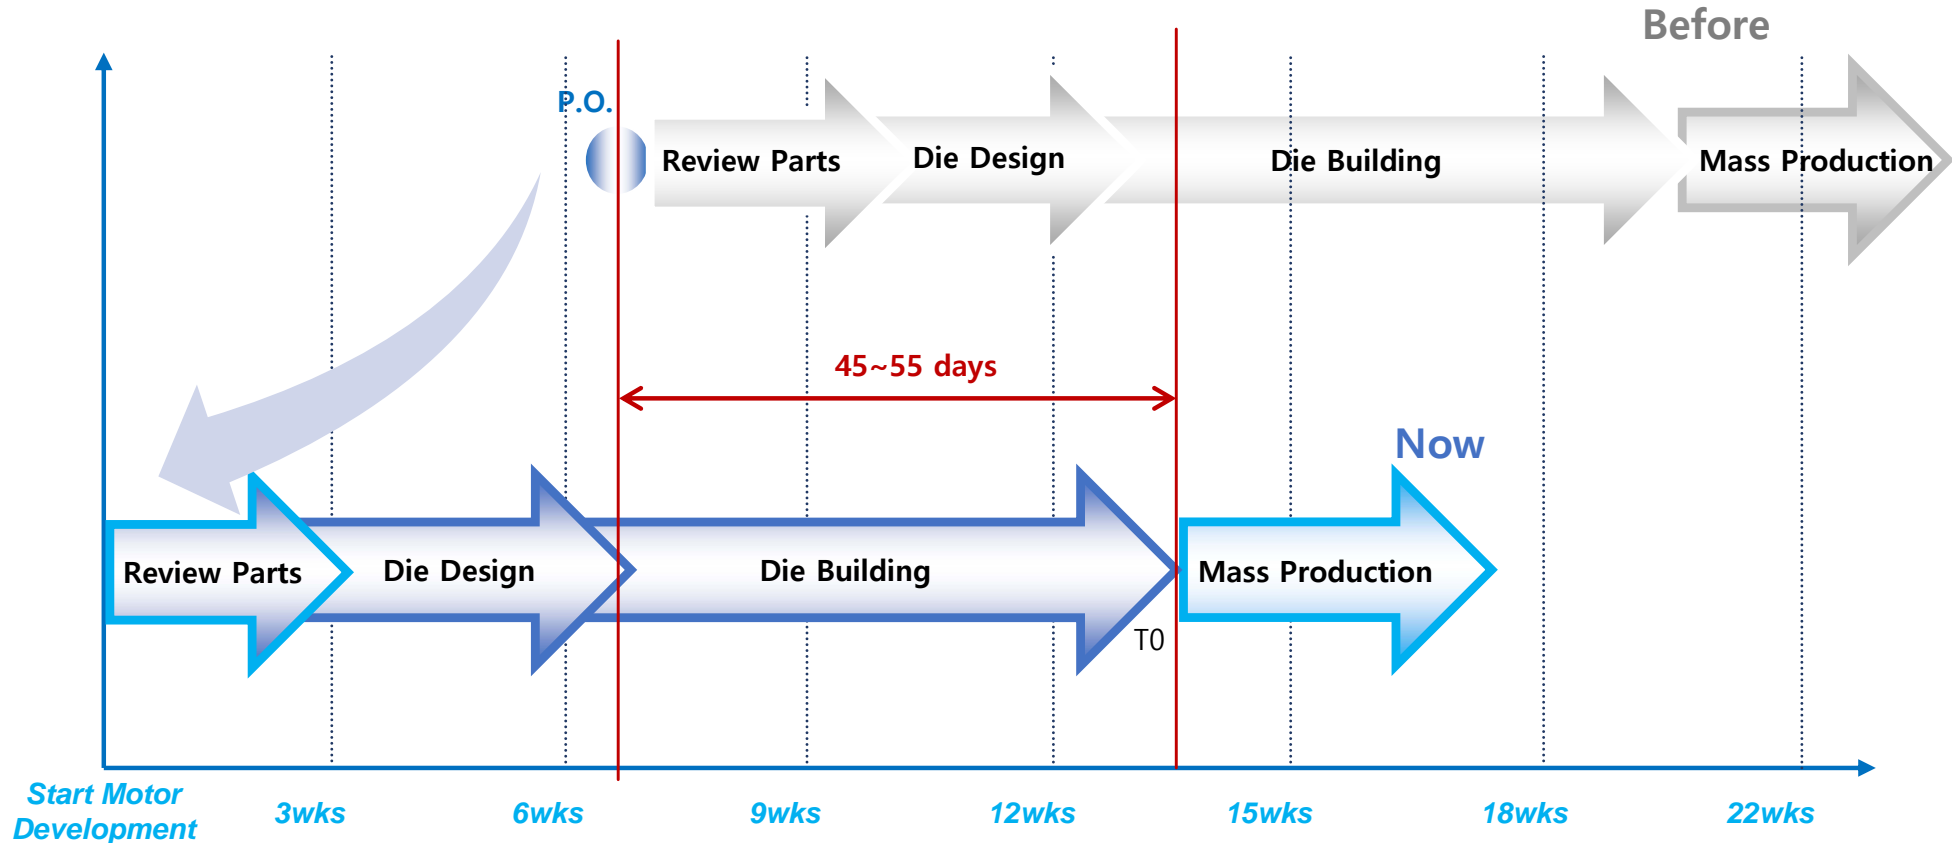 Before
P.O.
Review Parts
Die Design
Die Building
Mass Production
45~55 days
Now
Review Parts
Die Design
Die Building
Mass Production
T0
Start Motor
Development
3wks
6wks
9wks
12wks
15wks
18wks
22wks